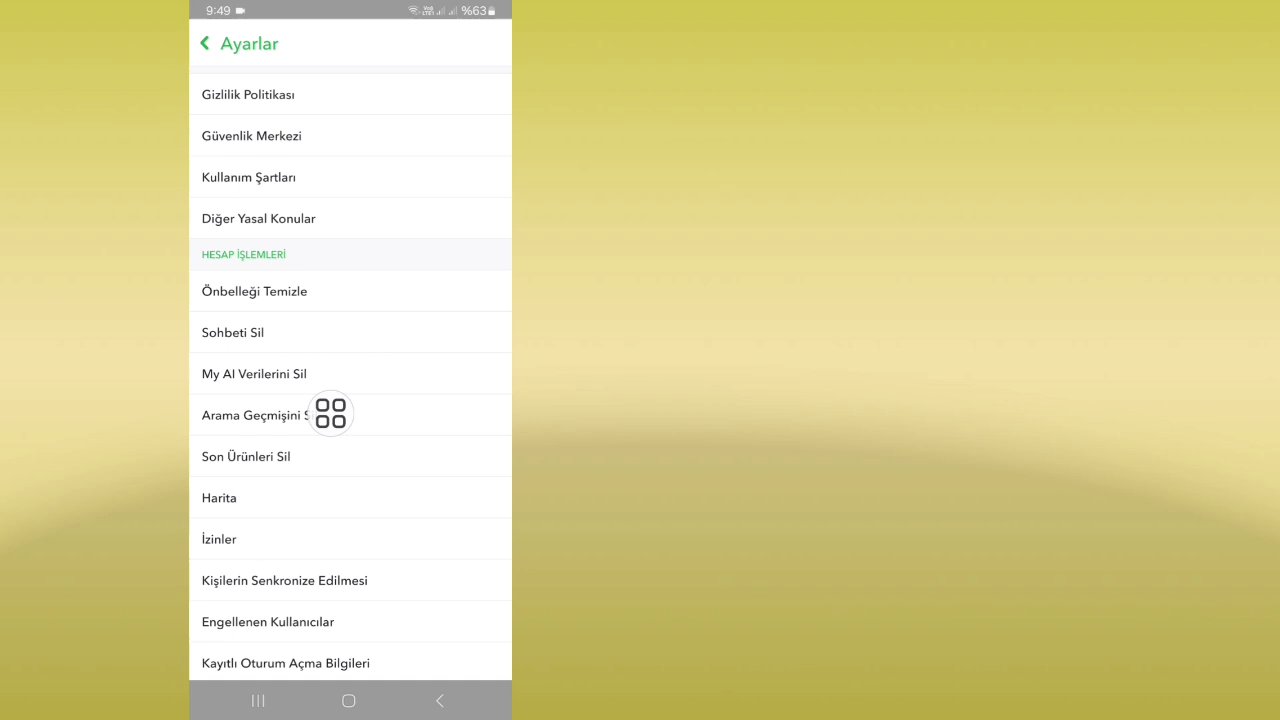 9:49
%63
Ayarlar
Gizlilik Politikası
Güvenlik Merkezi
Kullanım Şartları
Diğer Yasal Konular
HESAP İŞLEMLERİ
Önbelleği Temizle
Sohbeti Sil
My AI Verilerini Sil
Arama Geçmişini
Son Ürünleri Sil
Harita
İzinler
Kişilerin Senkronize Edilmesi
Engellenen Kullanıcılar
Kayıtlı Oturum Açma Bilgileri